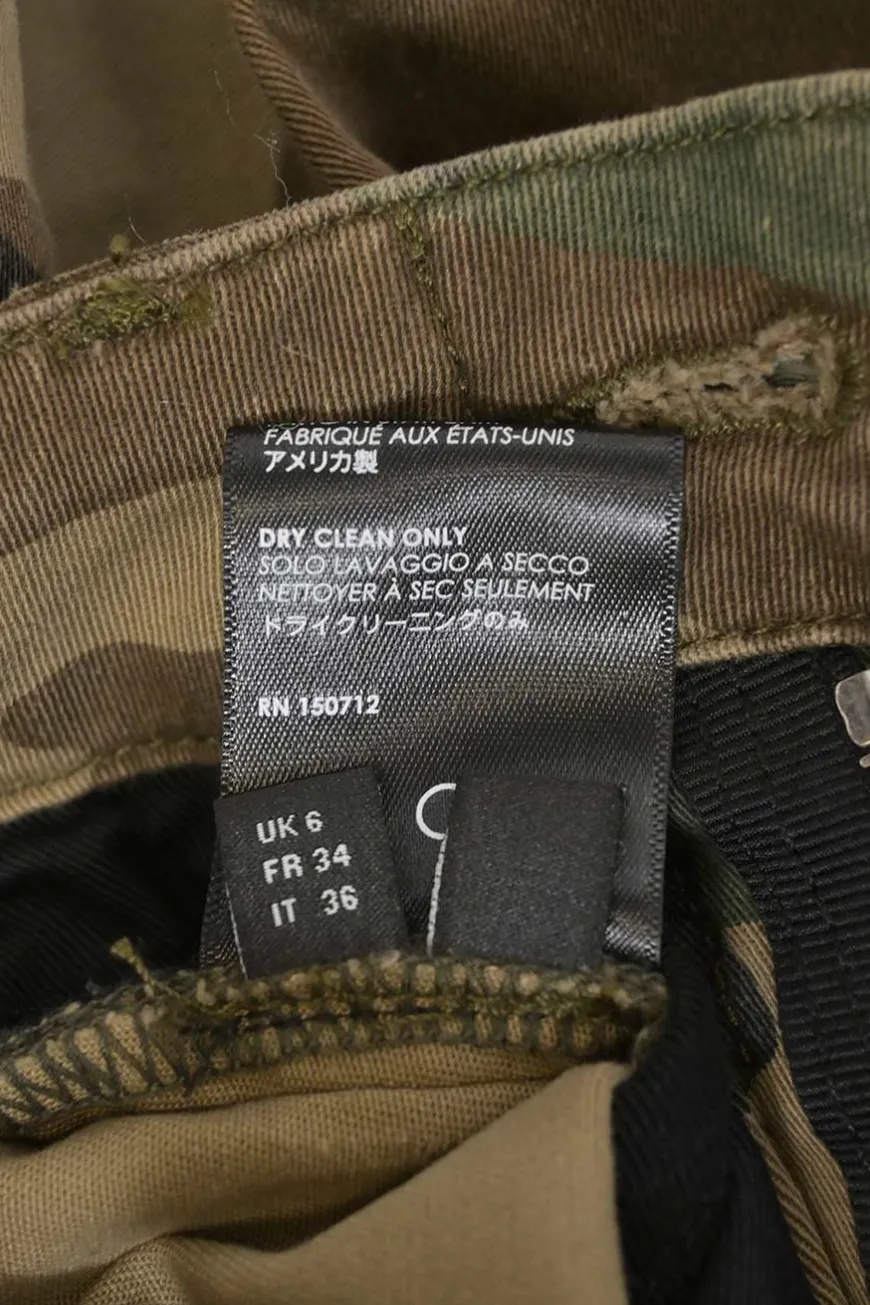 FABRIQUÉ AUX ÉTATS-UNIS
アメリカ製
DRY CLEAN ONLY
SOLO LAVAGGIO A SECCO
NETTOYER À SEC SEULEMENT
ドライクリーニングのみ
RN 150712
UK 6
FR 34
IT 36